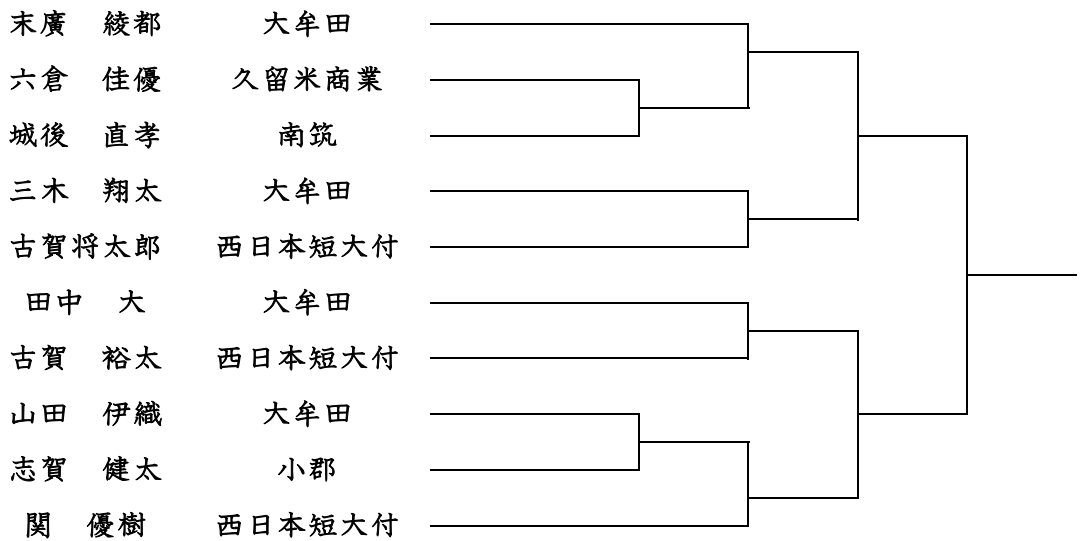 末廣　綾都　大牟田
六倉　佳優　久留米商業
城後　直孝　南筑
三木　翔太　大牟田
古賀将太郎　西日本短大付
田中　大　大牟田
古賀　裕太　西日本短大付
山田　伊織　大牟田
志賀　健太　小郡
関　優樹　西日本短大付